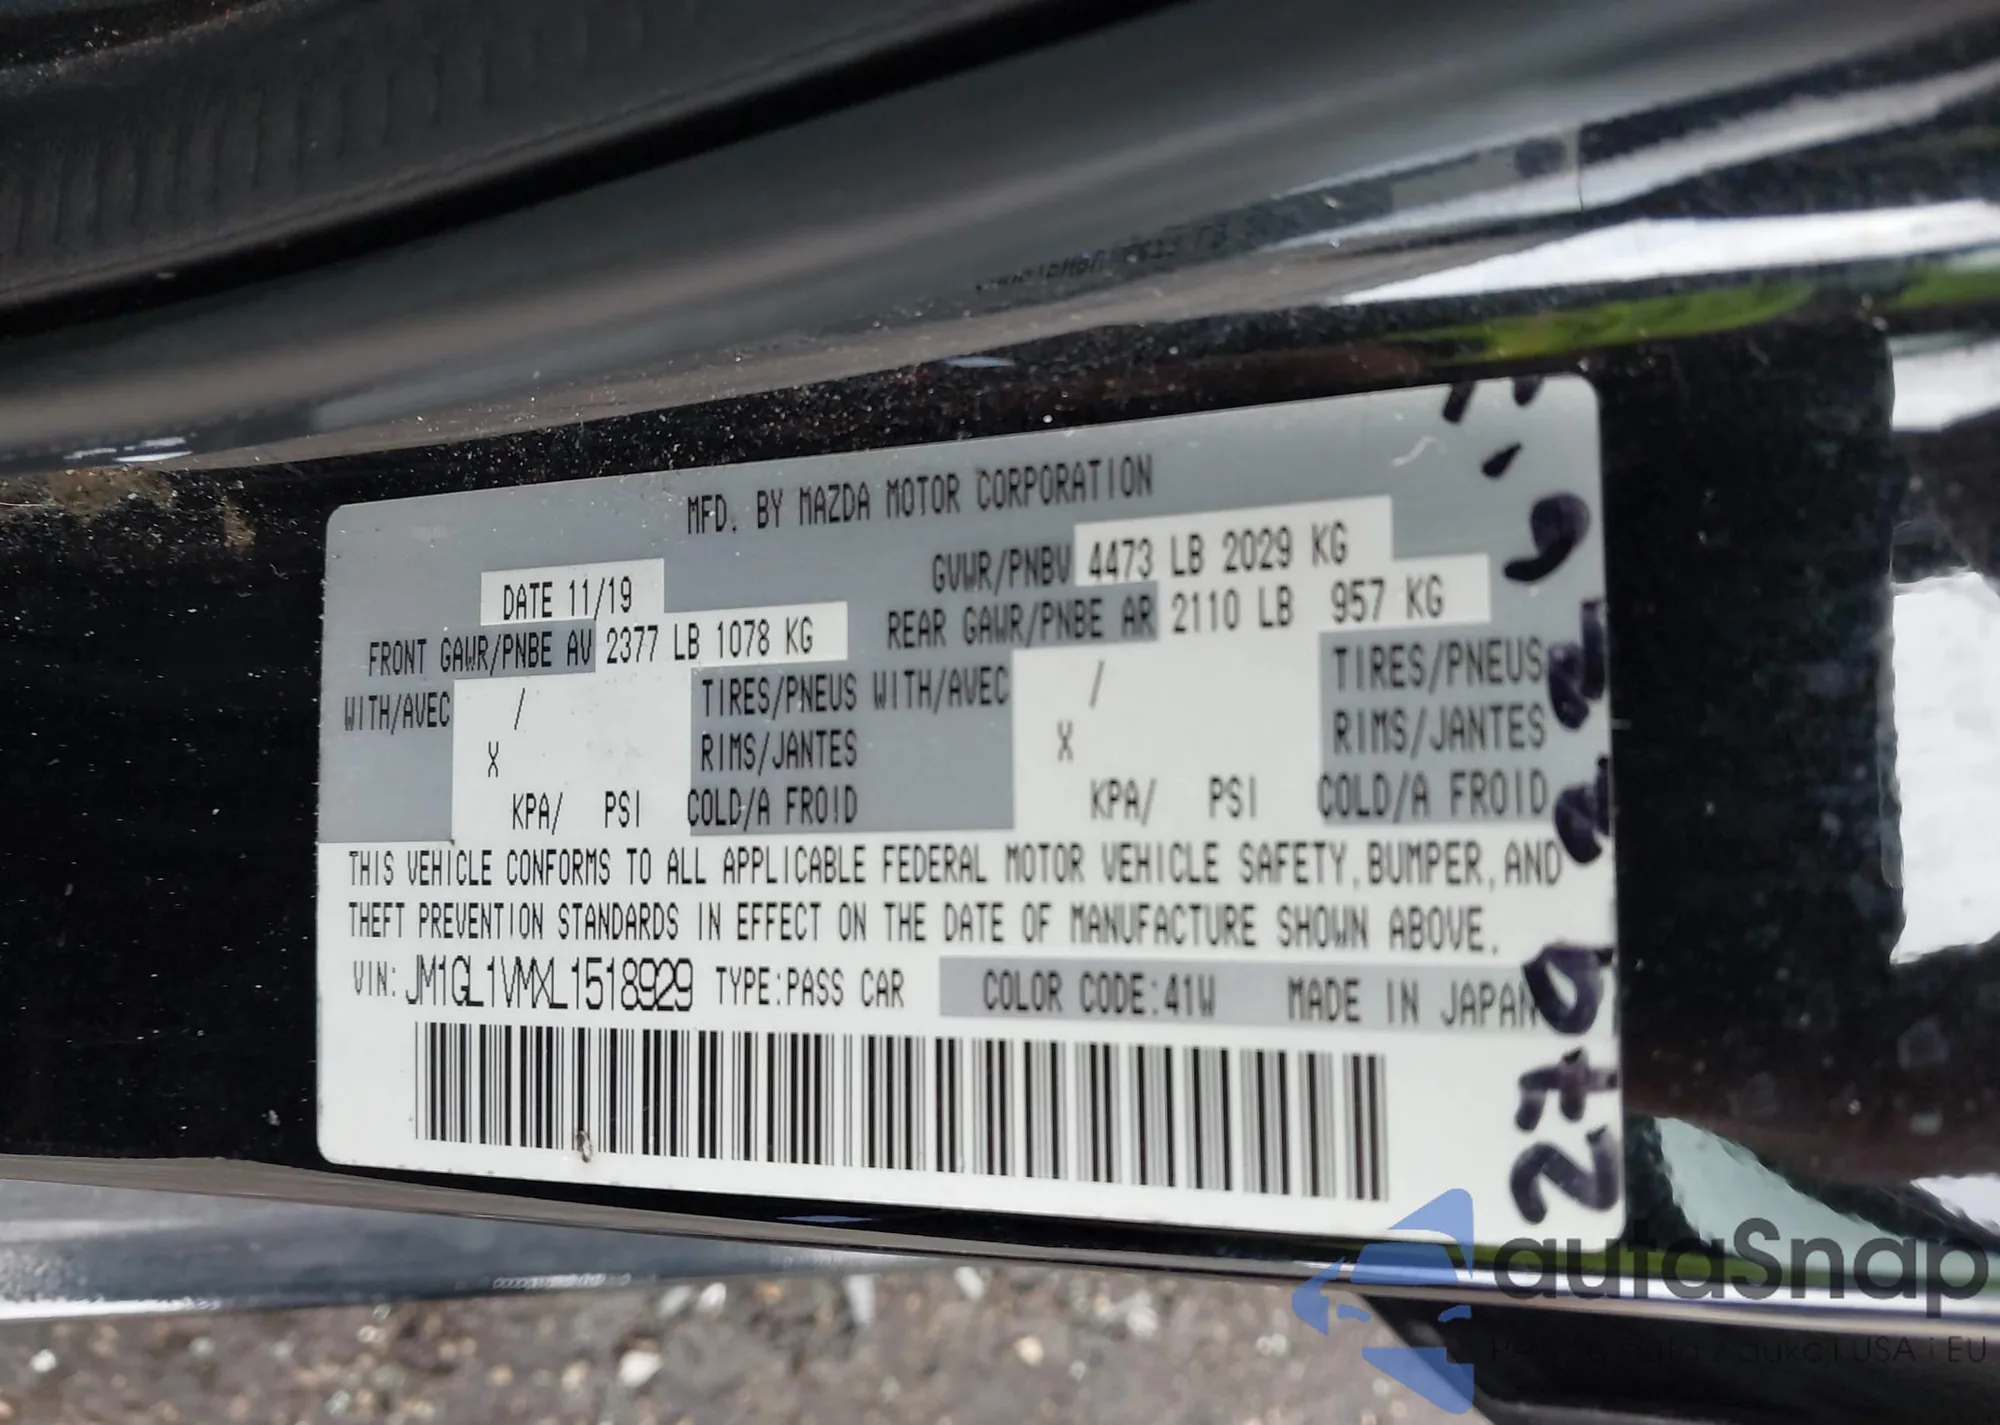 MFD. BY MAZDA MOTOR CORPORATION
DATE 11/19
GVWR/PNBV 4473 LB 2029 KG
FRONT GAWR/PNBE AV 2377 LB 1078 KG
REAR GAWR/PNBE AR 2110 LB 957 KG
WITH/AVEC / TIRES/PNEUS WITH/AVEC / TIRES/PNEUS
X RIMS/JANTES X RIMS/JANTES
KPA/ PSI COLD/A FROID KPA/ PSI COLD/A FROID
THIS VEHICLE CONFORMS TO ALL APPLICABLE FEDERAL MOTOR VEHICLE SAFETY, BUMPER, AND
THEFT PREVENTION STANDARDS IN EFFECT ON THE DATE OF MANUFACTURE SHOWN ABOVE.
VIN: JM1GL1VMXL1518929 TYPE:PASS CAR COLOR CODE:41W MADE IN JAPAN
autaSnap
USA i EU